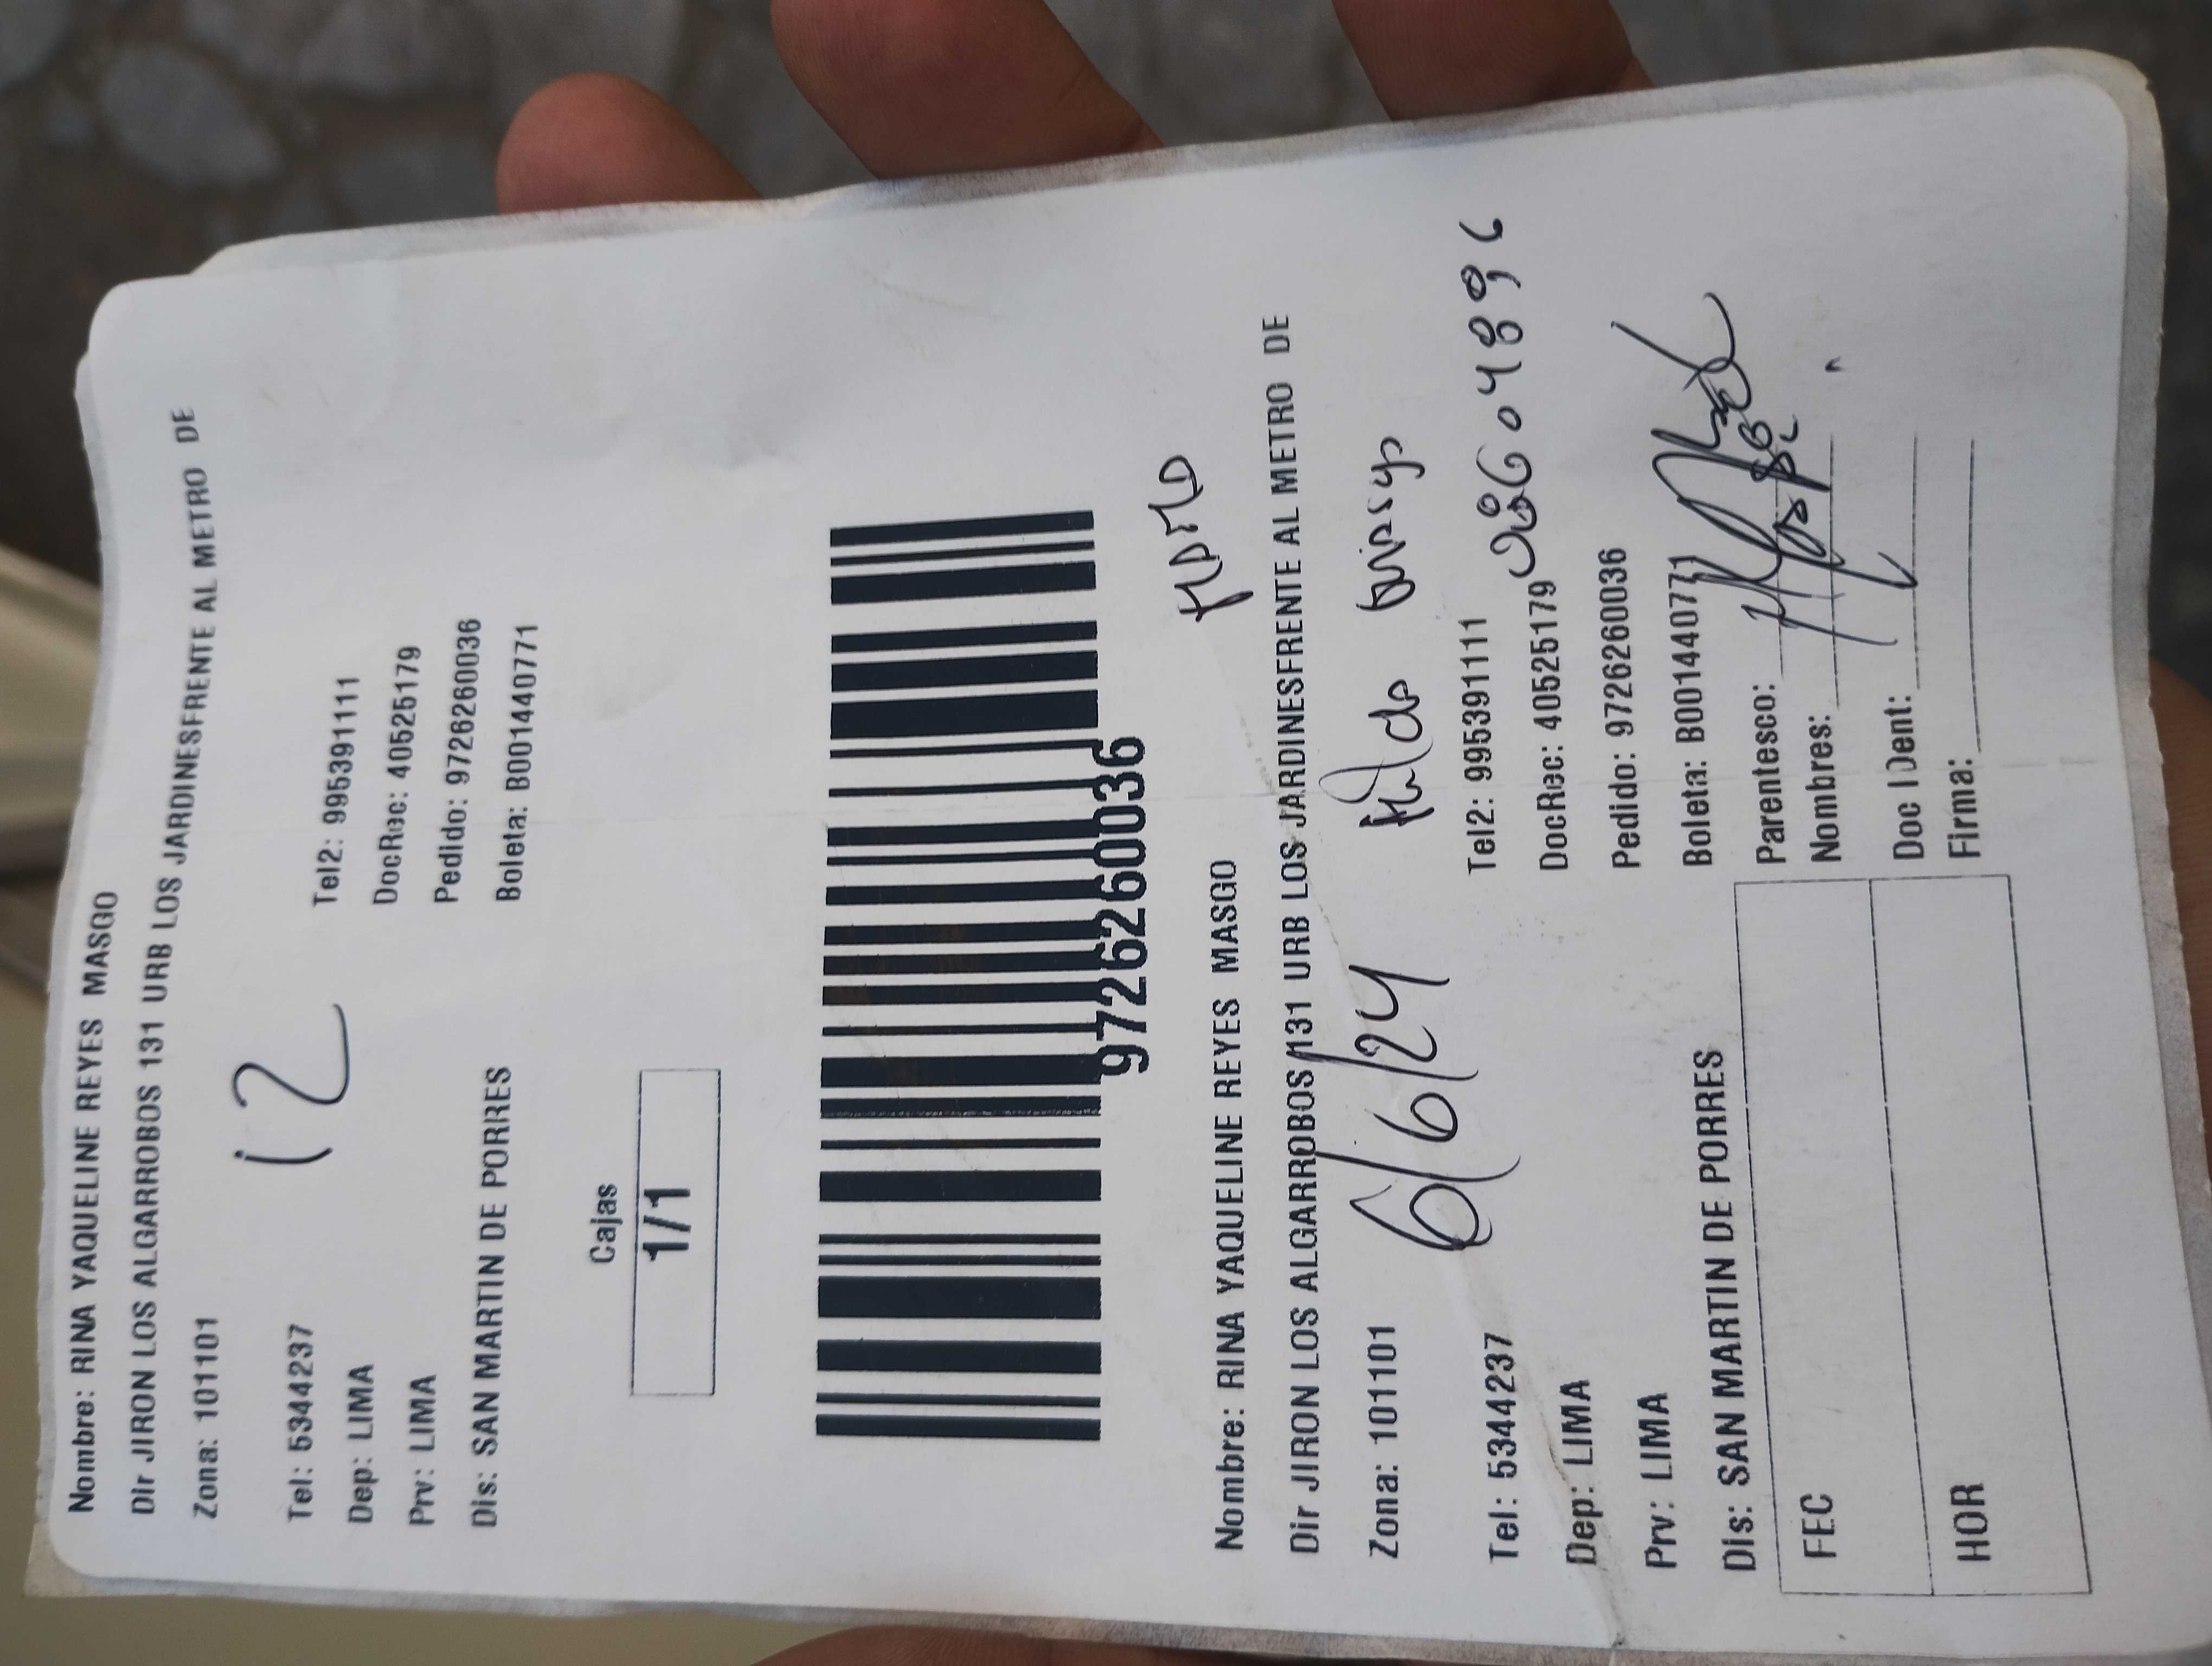 Nombre: RINA YAQUELINE REYES MASGO
Dir JIRON LOS ALGARROBOS 131 URB LOS JARDINESFRENTE AL METRO DE
Zona: 101101
12
Tel: 5344237
Tel2: 995391111
Dep: LIMA
DocRec: 40525179
Prv: LIMA
Pedido: 97262660036
Dis: SAN MARTIN DE PORRES
Boleta: B001440771
Cajas
1/1
97262660036
Nombre: RINA YAQUELINE REYES MASGO
Dir JIRON LOS ALGARROBOS 131 URB LOS JARDINESFRENTE AL METRO DE
Zona: 101101
6/6/24
Tel: 5344237
Tel2: 995391111
Dep: LIMA
DocRec: 40525179
Prv: LIMA
Pedido: 97262660036
Dis: SAN MARTIN DE PORRES
Boleta: B001440771
FEC
Parentesco:
Nombres:
HOR
Doc IDent:
Firma: